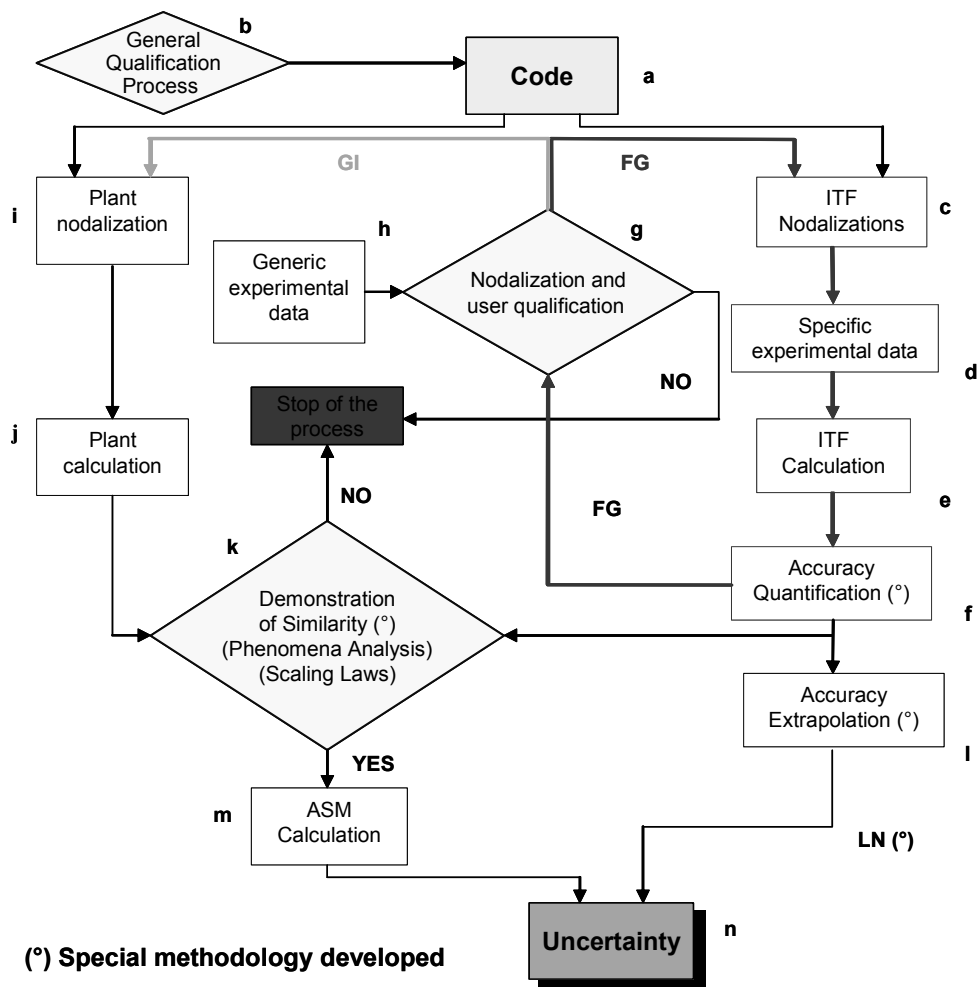 b
General
Qualification
Process
Code
a
GI
FG
i
Plant
nodalization
h
Generic
experimental
data
g
Nodalization and
user qualification
ITF
Nodalizations
c
Specific
experimental data
d
NO
Stop of the
process
j
Plant
calculation
ITF
Calculation
e
NO
FG
k
Demonstration
of Similarity (°)
(Phenomena Analysis)
(Scaling Laws)
Accuracy
Quantification (°)
f
Accuracy
Extrapolation (°)
l
YES
m
ASM
Calculation
LN (°)
Uncertainty
n
(°) Special methodology developed